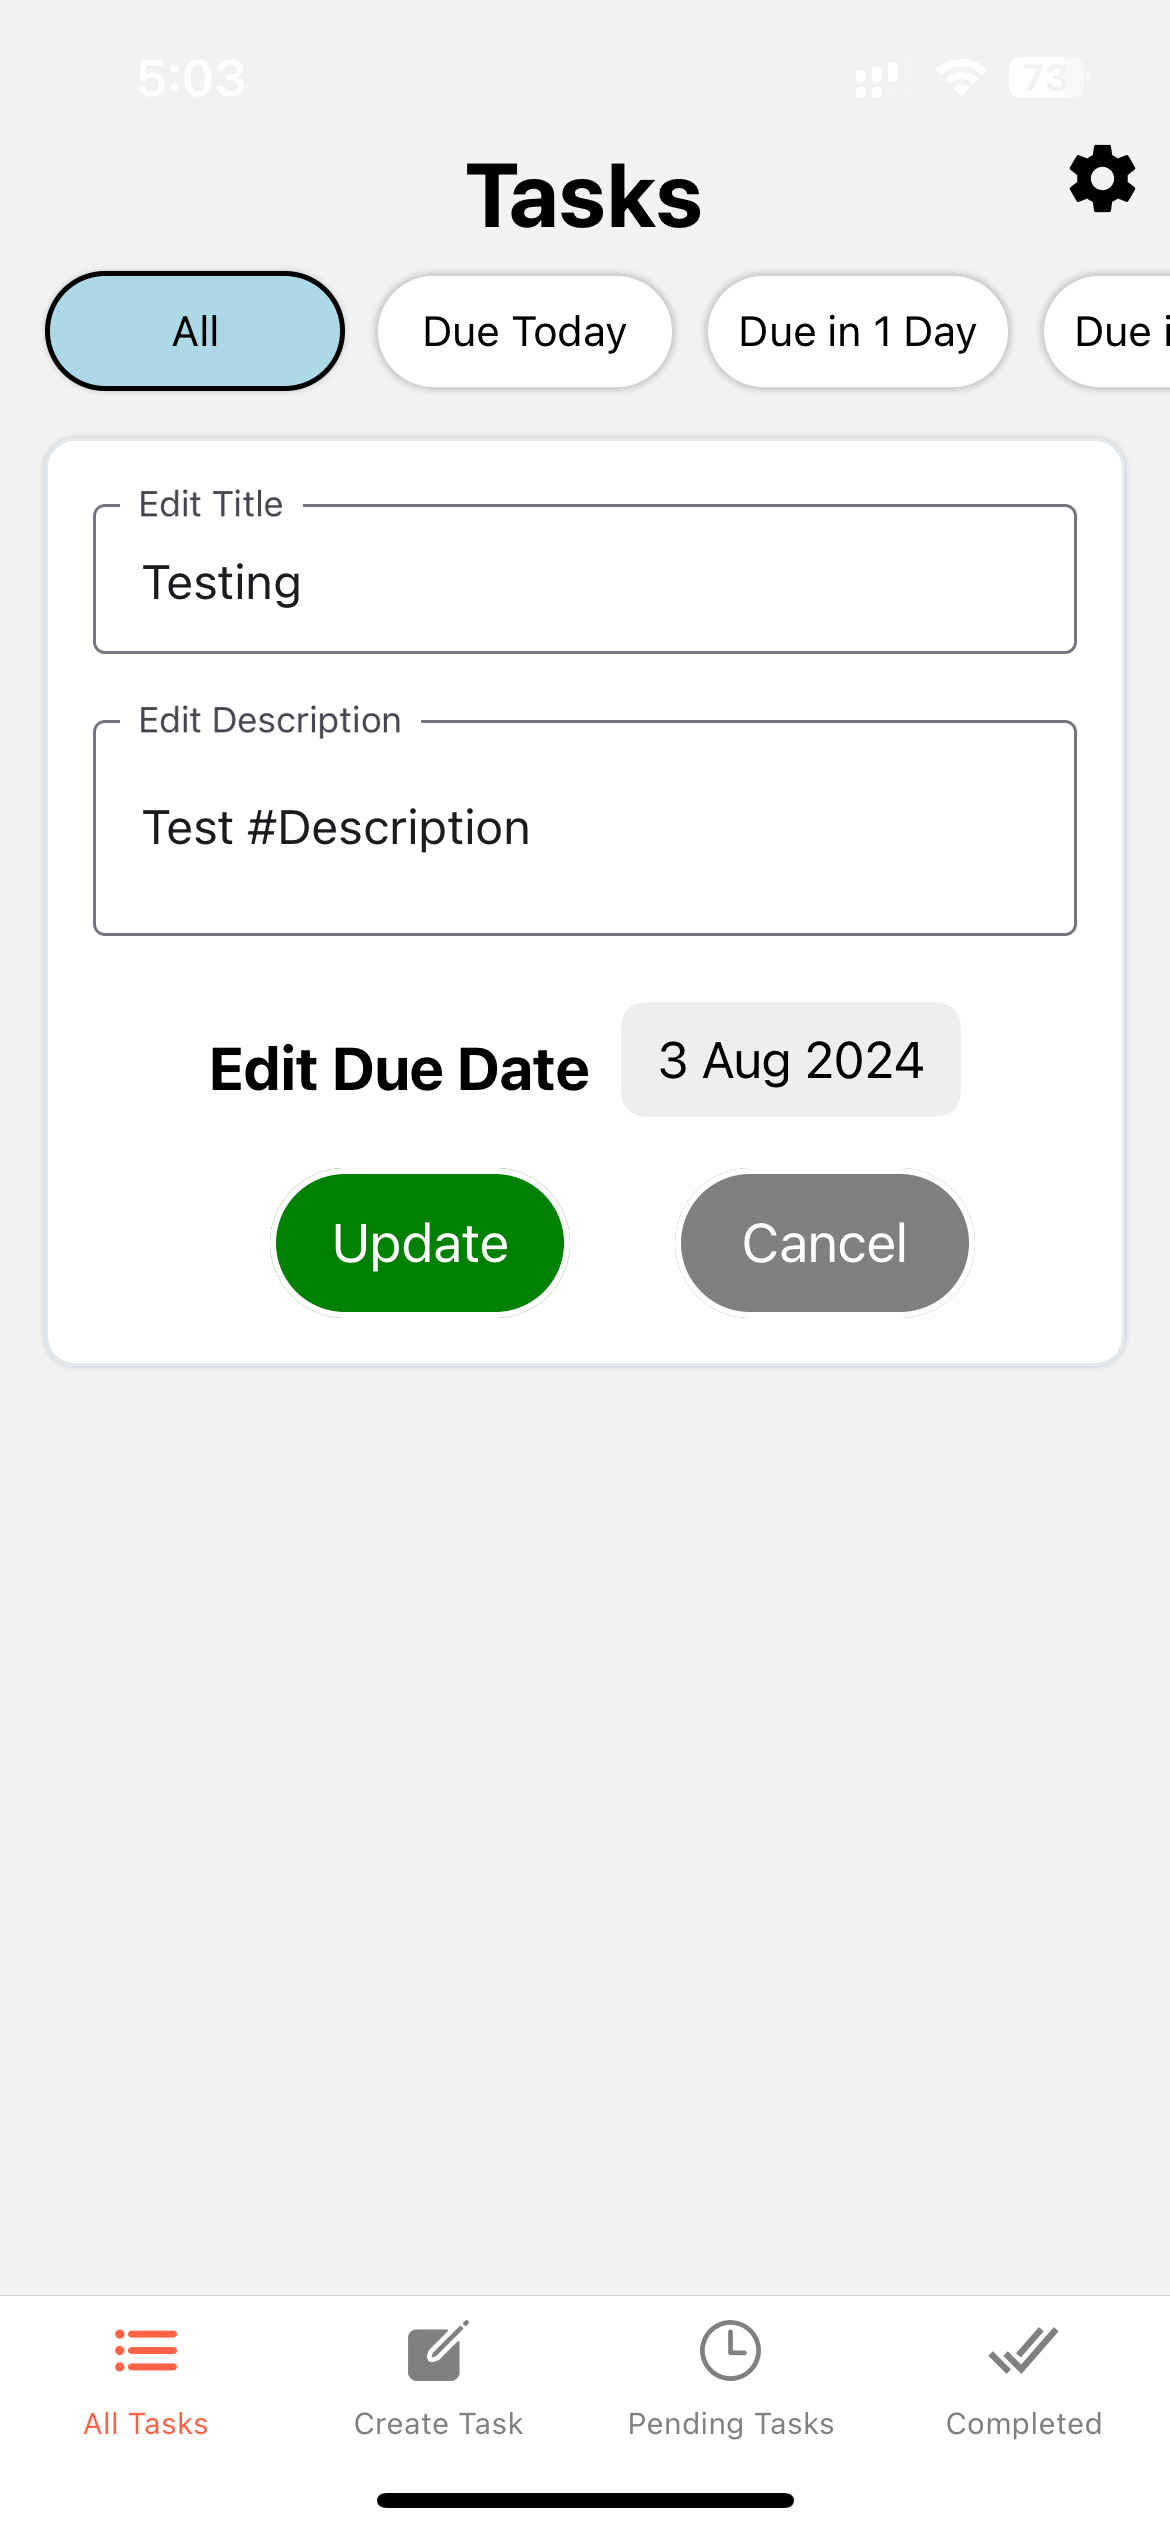 5:03 73
Tasks
All Due Today Due in 1 Day Due i
Edit Title
Testing
Edit Description
Test #Description
Edit Due Date 3 Aug 2024
Update Cancel
All Tasks Create Task Pending Tasks Completed